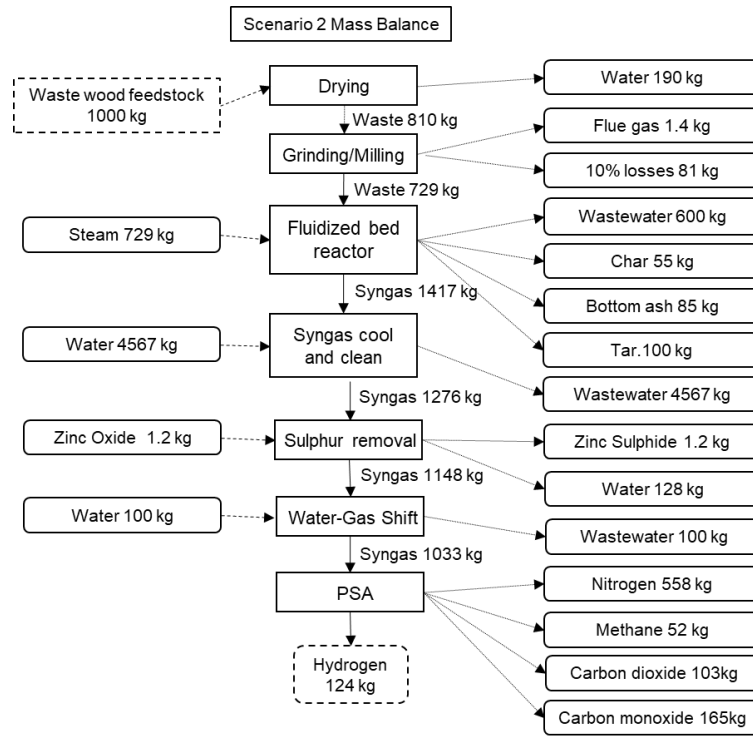 Scenario 2 Mass Balance
Waste wood feedstock
1000 kg
Drying
Water 190 kg
Waste 810 kg
Flue gas 1.4 kg
Grinding/Milling
10% losses 81 kg
Waste 729 kg
Wastewater 600 kg
Steam 729 kg
Fluidized bed
reactor
Char 55 kg
Bottom ash 85 kg
Syngas 1417 kg
Tar.100 kg
Water 4567 kg
Syngas cool
and clean
Wastewater 4567 kg
Syngas 1276 kg
Zinc Oxide 1.2 kg
Sulphur removal
Zinc Sulphide 1.2 kg
Syngas 1148 kg
Water 128 kg
Water 100 kg
Water-Gas Shift
Wastewater 100 kg
Syngas 1033 kg
Nitrogen 558 kg
PSA
Methane 52 kg
Hydrogen
124 kg
Carbon dioxide 103kg
Carbon monoxide 165kg